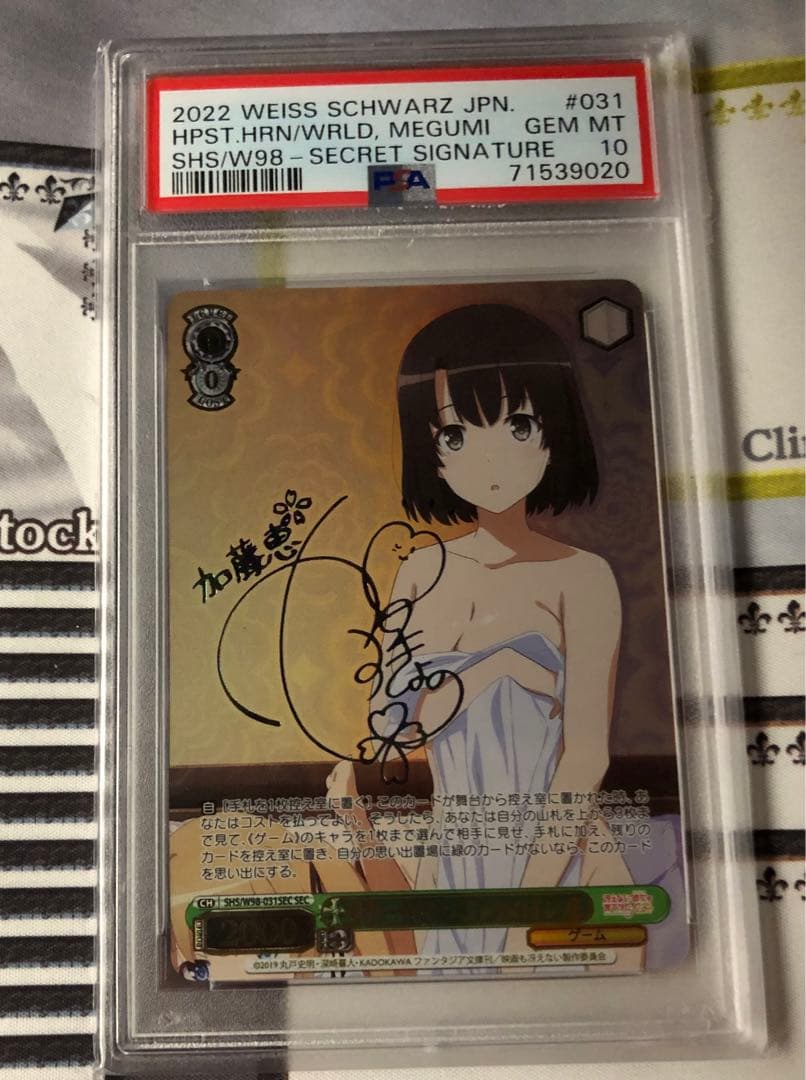 2022 WEISS SCHWARZ JPN. #031
HPST.HRN/WRLD, MEGUMI GEM MT
SHS/W98 – SECRET SIGNATURE 10
PSA 71539020
0
加藤恵
tock
Cli
自［手札を1枚控え室に置く］このカードが舞台から控え室に置かれた時、あ
なたはコストを払ってよい。そうしたら、あなたは自分の山札を上から3枚ま
で見て、《ゲーム》のキャラを1枚まで選んで相手に見せ、手札に加え、残りの
カードを控え室に置き、自分の思い出置場に緑のカードがないなら、このカード
を思い出にする。
CH SHS/W98-031SEC SEC
2000
ゲーム
©2019 丸戸史明・深崎暮人・KADOKAWA ファンタジア文庫刊／映画も冴えない製作委員会